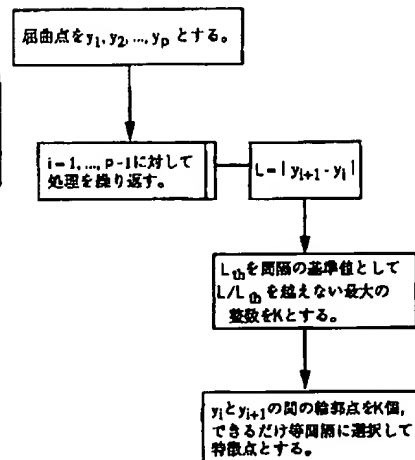 屈曲点をy1, y2, ..., yp とする。
i = 1, ..., p-1に対して
処理を繰り返す。
L = | yi+1 - yi |
Lthを間隔の基準値として
L/Lthを越えない最大の
整数をKとする。
yiとyi+1の間の輪郭点をK個,
できるだけ等間隔に選択して
特徴点とする。